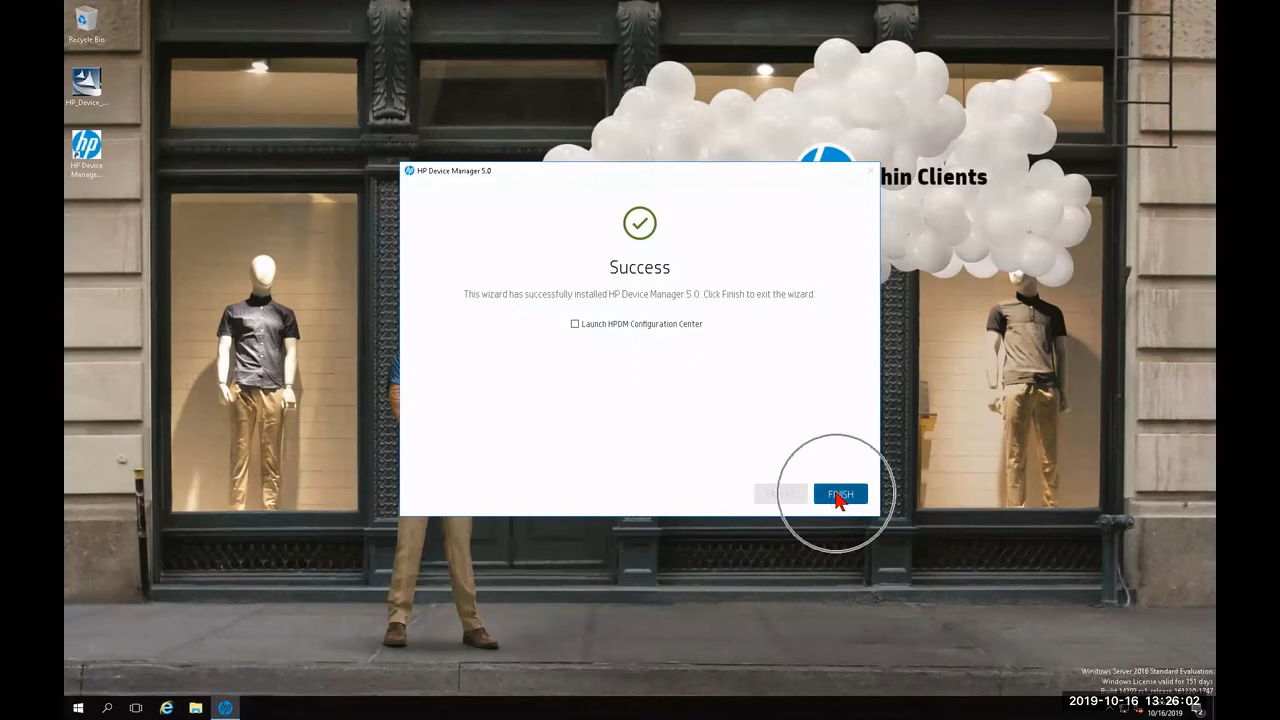 Recycle Bin
HP_Device_...
HP Device
Manage...
hin Clients
HP Device Manager 5.0
Success
This wizard has successfully installed HP Device Manager 5.0. Click Finish to exit the wizard.
Launch HPDM Configuration Center
FINISH
Windows Server 2016 Standard Evaluation
Windows License valid for 151 days
2019-10-16 13:26:02
10/16/2019
hp
hp